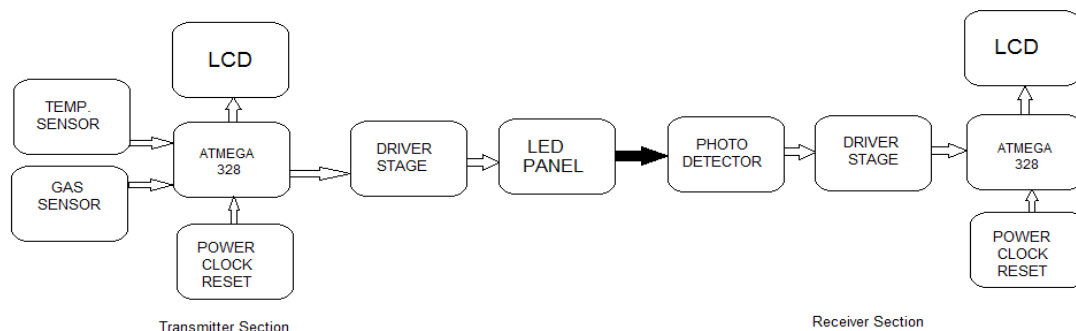 LCD
LCD
TEMP.
SENSOR
ATMEGA
328
DRIVER
STAGE
LED
PANEL
PHOTO
DETECTOR
DRIVER
STAGE
ATMEGA
328
GAS
SENSOR
POWER
CLOCK
RESET
POWER
CLOCK
RESET
Transmitter Section
Receiver Section